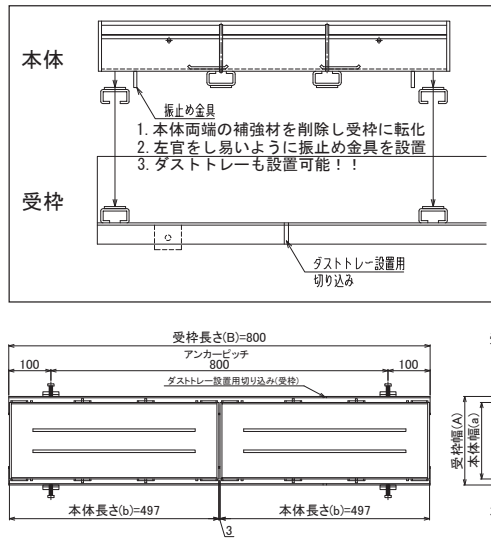 本体
振止め金具
1. 本体両端の補強材を削除し受枠に転化
2. 左官をし易いように振止め金具を設置
3. ダストトレーも設置可能！！
受枠
ダストトレー設置用
切り込み
受枠長さ(B)=800
アンカーピッチ
100 800 100
ダストトレー設置用切り込み(受枠)
受枠幅(A)
本体幅(a)
本体長さ(b)=497 本体長さ(b)=497
3